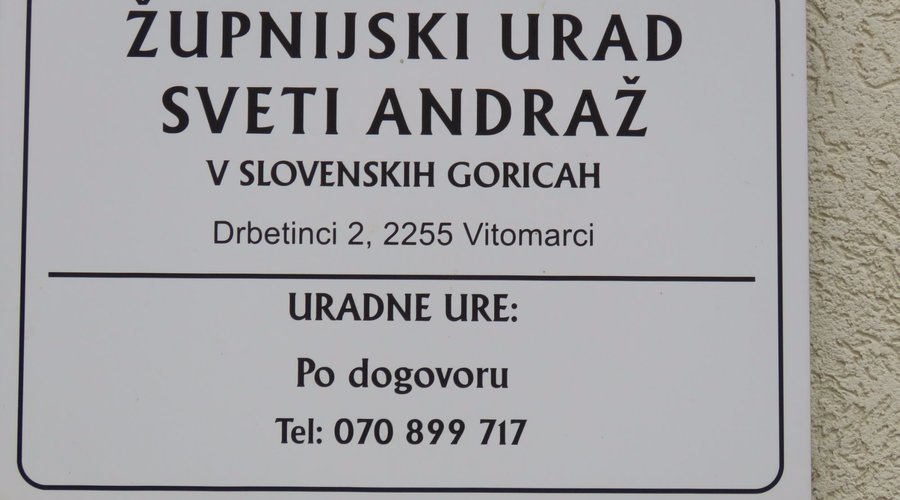 ŽUPNIJSKI URAD
SVETI ANDRAŽ
V SLOVENSKIH GORICAH
Drbetinci 2, 2255 Vitomarci
URADNE URE:
Po dogovoru
Tel: 070 899 717